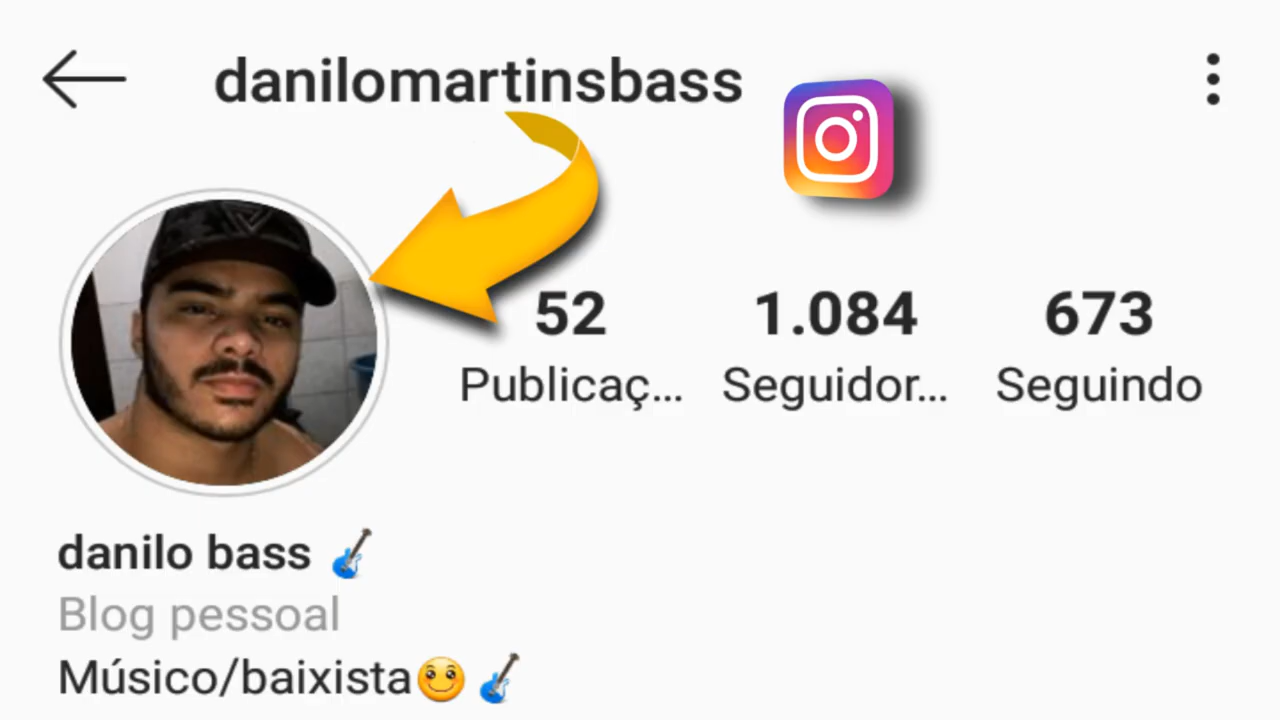 danilomartinsbass
52 1.084 673
Publicaç... Seguidor... Seguindo
danilo bass
Blog pessoal
Músico/baixista